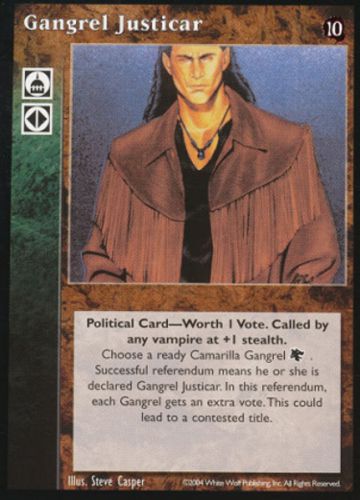 Gangrel Justicar
10
Political Card—Worth 1 Vote. Called by
any vampire at +1 stealth.
Choose a ready Camarilla Gangrel .
Successful referendum means he or she is
declared Gangrel Justicar. In this referendum,
each Gangrel gets an extra vote. This could
lead to a contested title.
Illus. Steve Casper
©2004 White Wolf Publishing, Inc. All Rights Reserved.